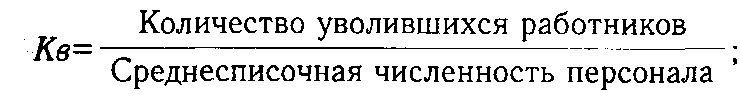 Количество уволившихся работников
Кв=
Среднесписочная численность персонала ;